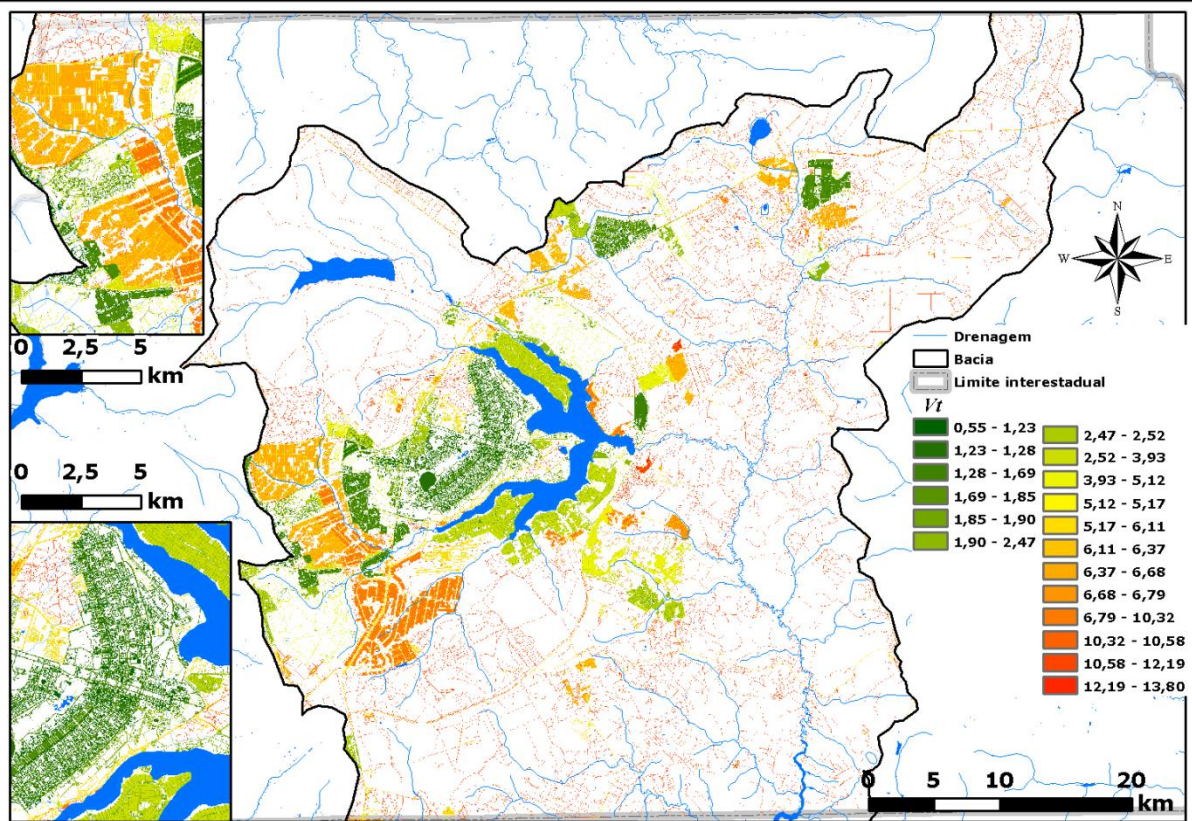 0 2,5 5
km
0 2,5 5
km
N
W E
S
Drenagem
Bacia
Limite interestadual
Vt
0,55 - 1,23
1,23 - 1,28
1,28 - 1,69
1,69 - 1,85
1,85 - 1,90
1,90 - 2,47
2,47 - 2,52
2,52 - 3,93
3,93 - 5,12
5,12 - 5,17
5,17 - 6,11
6,11 - 6,37
6,37 - 6,68
6,68 - 6,79
6,79 - 10,32
10,32 - 10,58
10,58 - 12,19
12,19 - 13,80
0 5 10 20
km